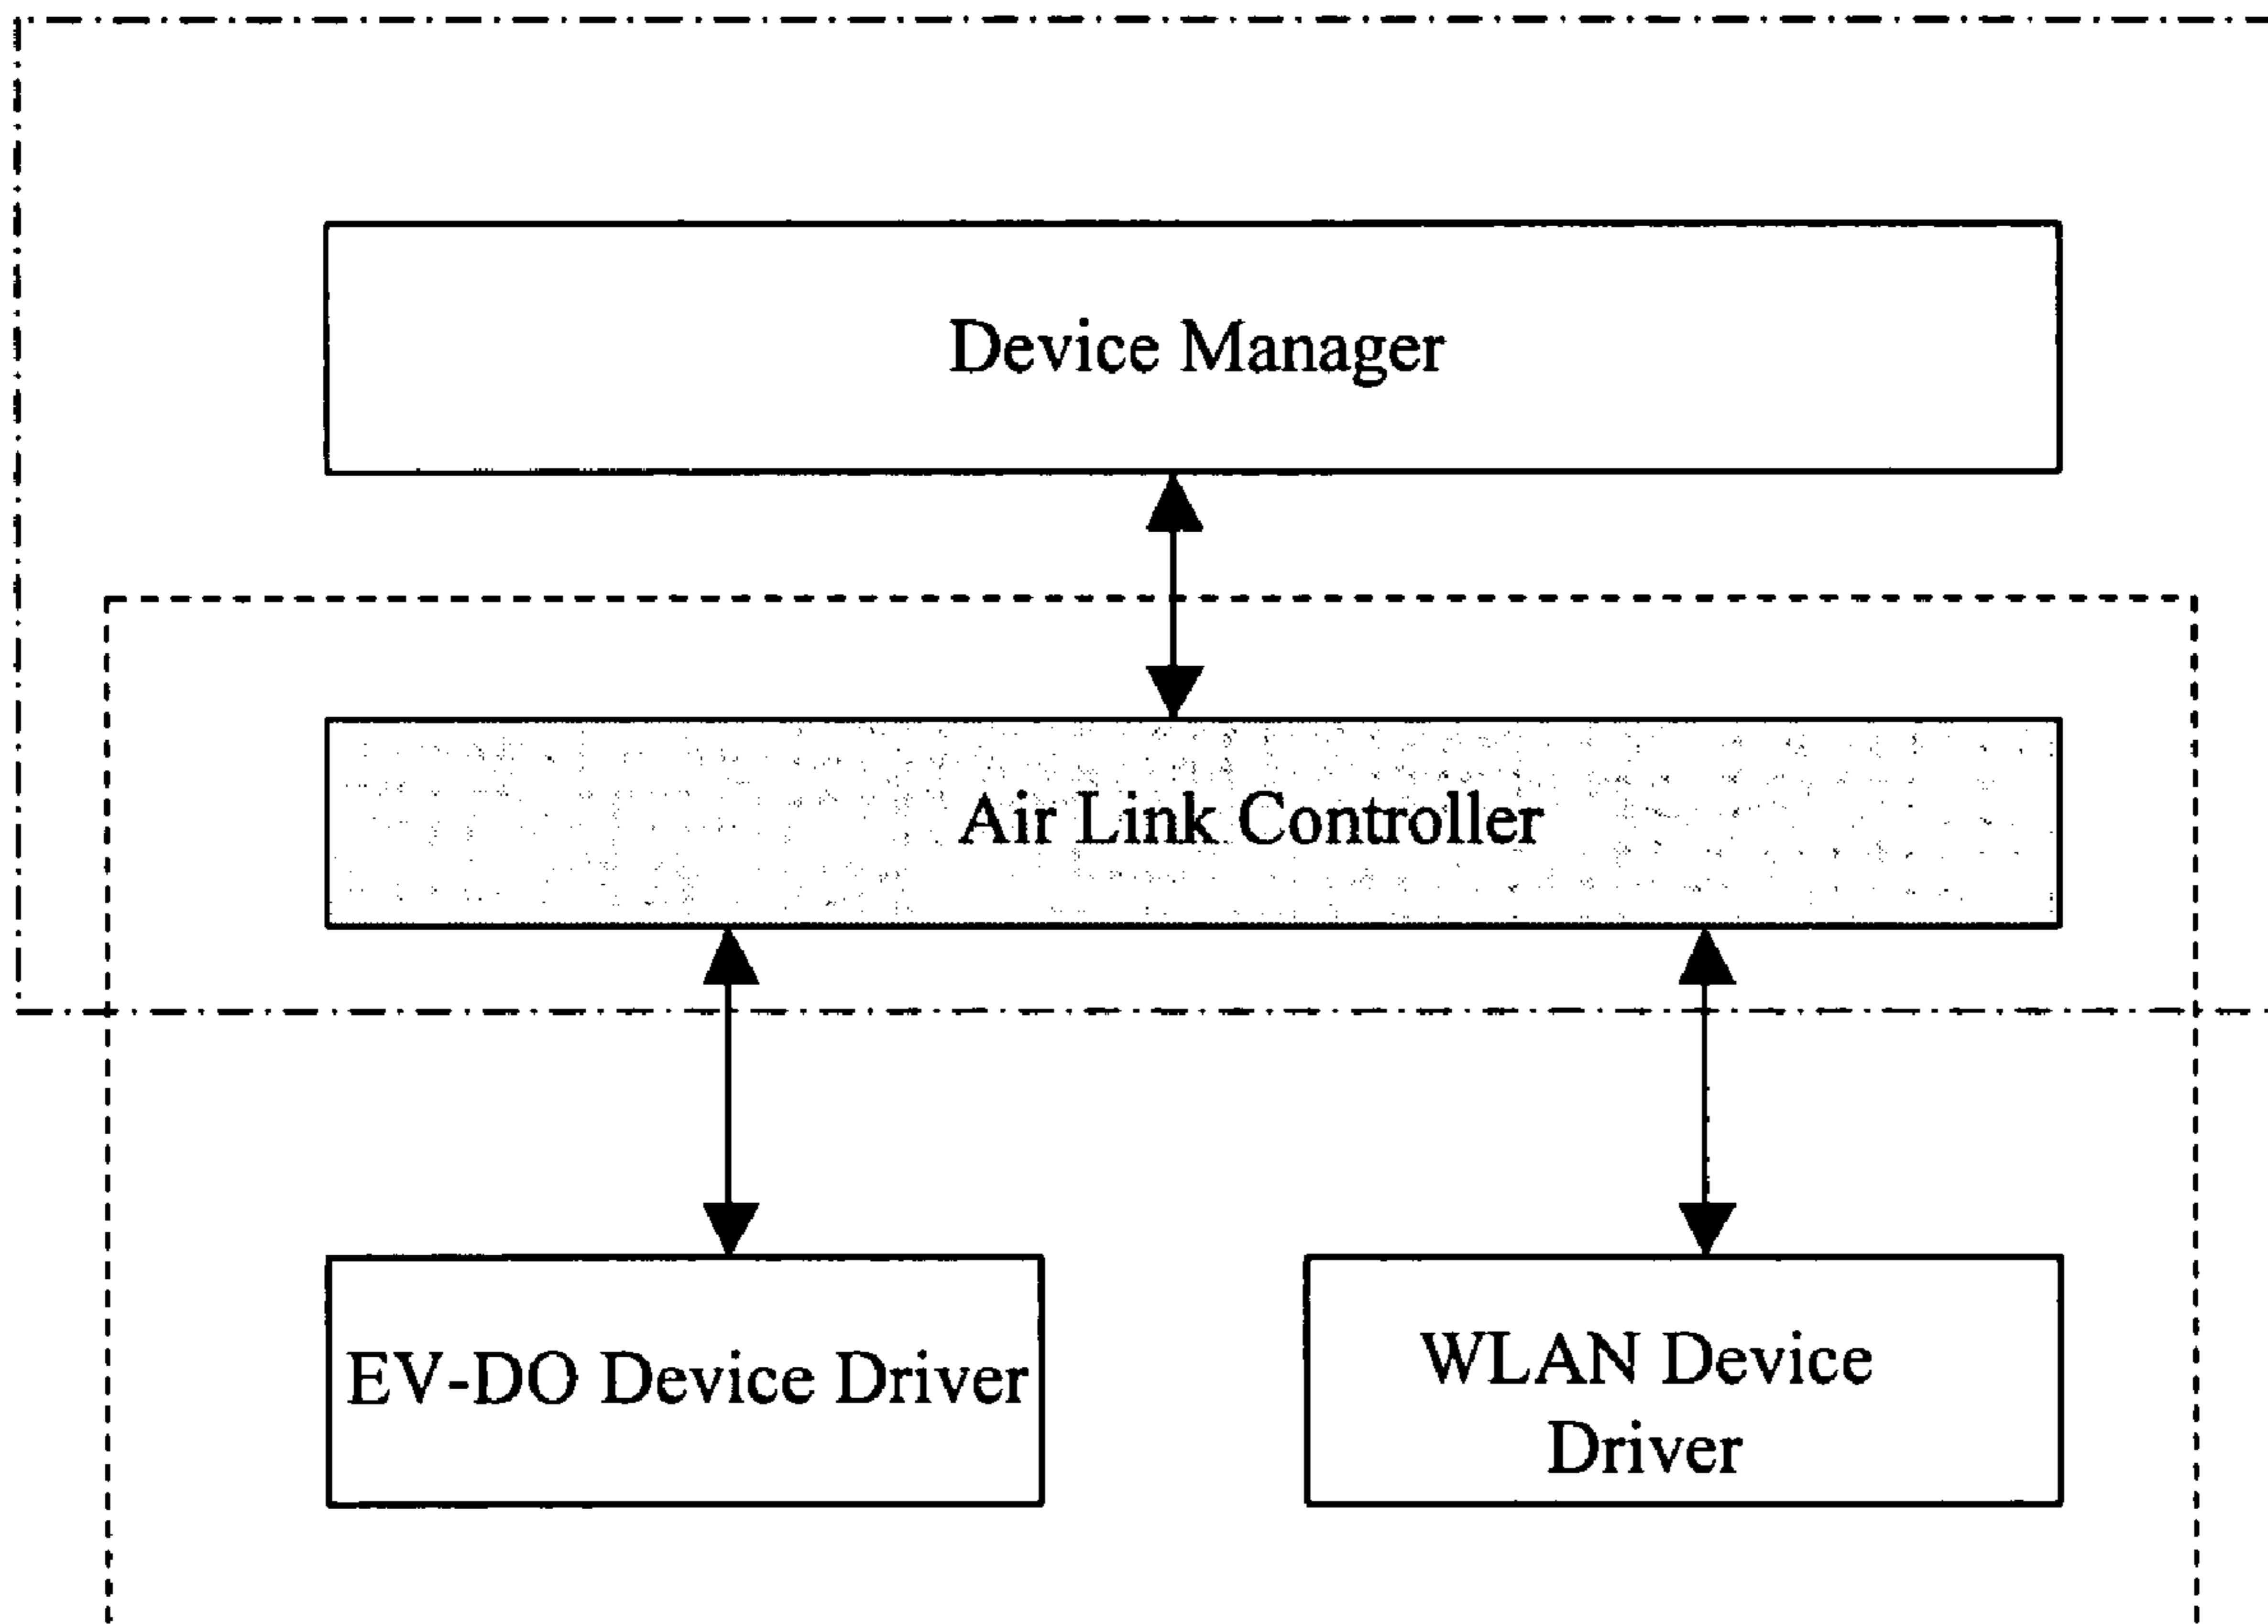 Device Manager
Air Link Controller
EV-DO Device Driver
WLAN Device
Driver